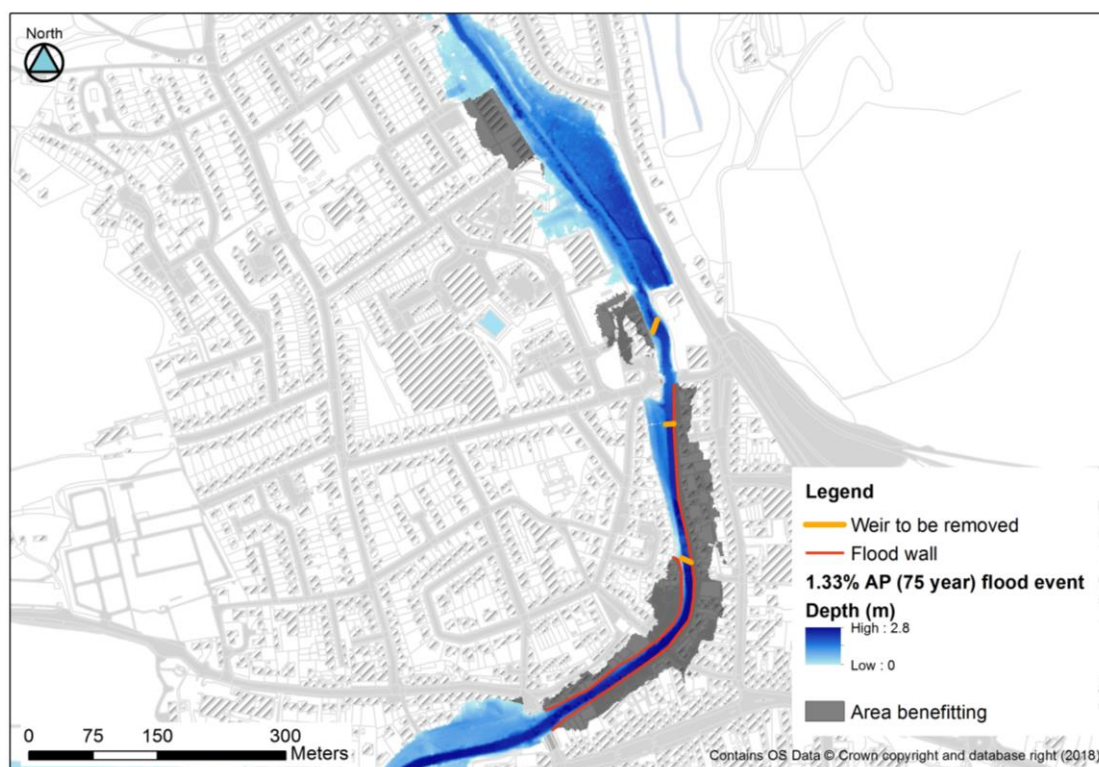 North
Legend
Weir to be removed
Flood wall
1.33% AP (75 year) flood event
Depth (m)
High : 2.8
Low : 0
Area benefitting
0 75 150 300
Meters
Contains OS Data © Crown copyright and database right (2018)